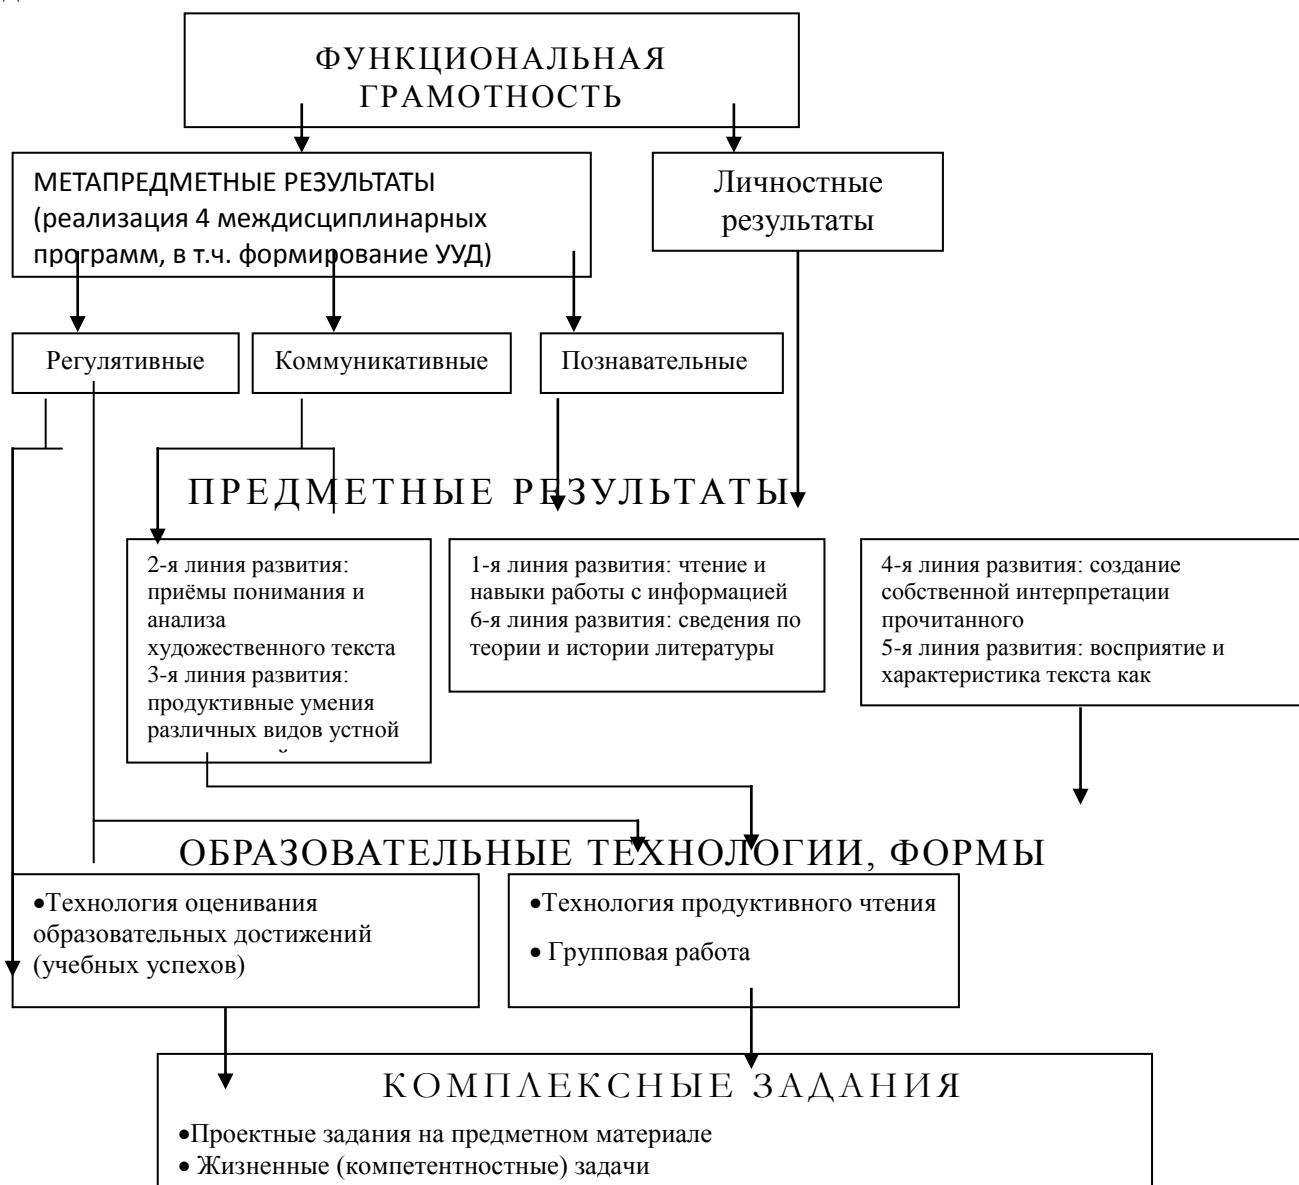 ФУНКЦИОНАЛЬНАЯ
ГРАМОТНОСТЬ
МЕТАПРЕДМЕТНЫЕ РЕЗУЛЬТАТЫ
(реализация 4 междисциплинарных
программ, в т.ч. формирование УУД)
Личностные
результаты
Регулятивные
Коммуникативные
Познавательные
ПРЕДМЕТНЫЕ РЕЗУЛЬТАТЫ
2-я линия развития:
приёмы понимания и
анализа
художественного текста
3-я линия развития:
продуктивные умения
различных видов устной
1-я линия развития: чтение и
навыки работы с информацией
6-я линия развития: сведения по
теории и истории литературы
4-я линия развития: создание
собственной интерпретации
прочитанного
5-я линия развития: восприятие и
характеристика текста как
ОБРАЗОВАТЕЛЬНЫЕ ТЕХНОЛОГИИ, ФОРМЫ
•Технология оценивания
образовательных достижений
(учебных успехов)
•Технология продуктивного чтения
• Групповая работа
КОМПЛЕКСНЫЕ ЗАДАНИЯ
•Проектные задания на предметном материале
• Жизненные (компетентностные) задачи